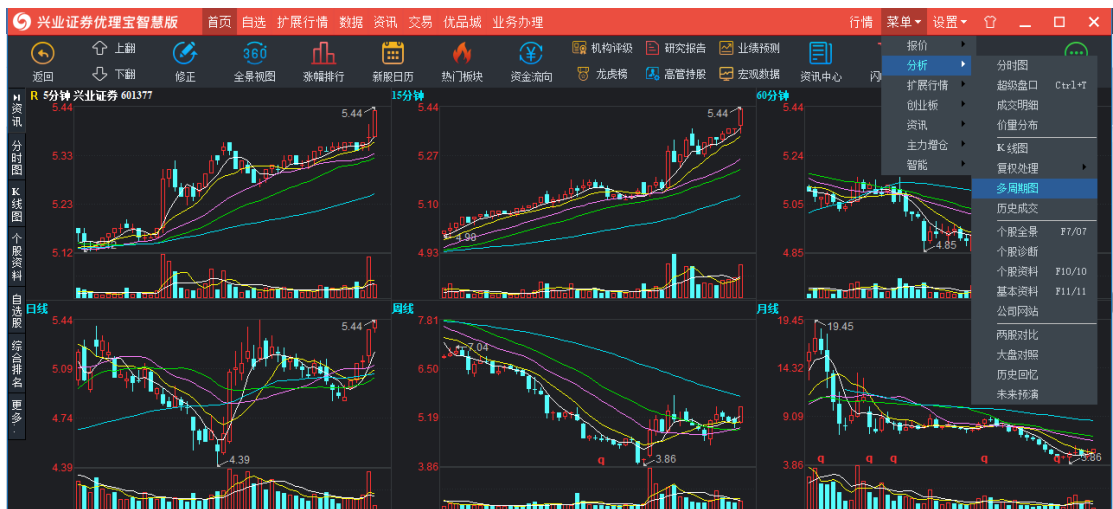 兴业证券优理宝智慧版 首页 自选 扩展行情 数据 资讯 交易 优品城 业务办理 行情 菜单 设置
上翻 机构评级 研究报告 业绩预测
返回 下翻 修正 全景视图 涨幅排行 新股日历 热门板块 资金流向 龙虎榜 高管持股 宏观数据 资讯中心
报价
分析
扩展行情
创业板
资讯
主力增仓
智能
分时图
超级盘口 Ctrl+T
成交明细
价量分布
K线图
复权处理
多周期图
历史成交
个股全景 F7/07
个股诊断
个股资料 F10/10
基本资料 F11/11
公司网站
两股对比
大盘对照
历史回忆
未来预演
资讯
分时图
K线图
个股资料
自选股
综合排名
更多
R 5分钟 兴业证券 601377
5.44
5.44
5.33
5.23
5.12
15分钟
5.44
5.44
5.27
5.10
4.98
4.93
60分钟
5.44
5.24
5.05
4.85
4.85
日线
5.44
5.44
5.09
4.74
4.39
4.39
周线
7.81
7.04
6.50
5.19
3.86
3.86
q
月线
19.45
19.45
14.32
9.09
3.86
3.86
q q q q q